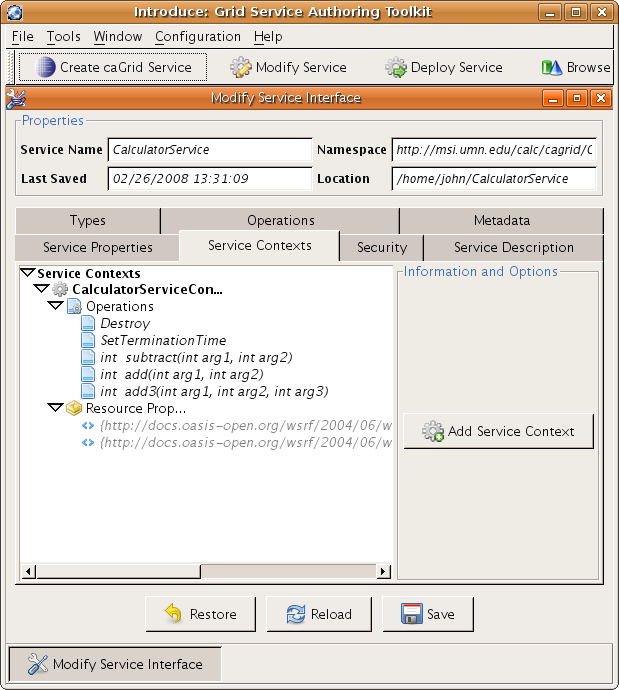 Introduce: Grid Service Authoring Toolkit
File Tools Window Configuration Help
Create caGrid Service Modify Service Deploy Service Browse
Modify Service Interface
Properties
Service Name CalculatorService Namespace http://msi.umn.edu/calc/cagrid/C
Last Saved 02/26/2008 13:31:09 Location /home/john/CalculatorService
Types Operations Metadata
Service Properties Service Contexts Security Service Description
Service Contexts
CalculatorServiceCon...
Operations
Destroy
SetTerminationTime
int subtract(int arg1, int arg2)
int add(int arg1, int arg2)
int add3(int arg1, int arg2, int arg3)
Resource Prop...
{http://docs.oasis-open.org/wsrf/2004/06/w
{http://docs.oasis-open.org/wsrf/2004/06/w
Information and Options
Add Service Context
Restore Reload Save
Modify Service Interface